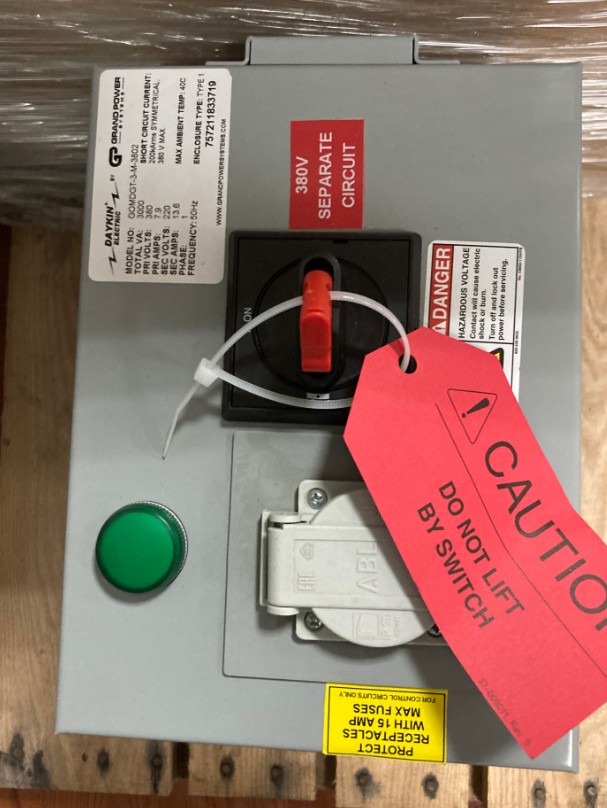 DAYKIN
ELECTRIC
BY
GP GRAND POWER
SYSTEMS
MODEL NO: GOMDGT-3-M-3802
TOTAL VA: 3000
PRI VOLTS: 380
PRI AMPS: 7.9
SEC VOLTS: 220
SEC AMPS: 13.6
PHASE: 1
FREQUENCY: 50Hz
SHORT CIRCUIT CURRENT:
200kArms SYMMETRICAL,
380 V MAX
MAX AMBIENT TEMP: 40C
ENCLOSURE TYPE: TYPE 1
757211833719
WWW.GRANDPOWERSYSTEMS.COM
380V
SEPARATE
CIRCUIT
ON
DANGER
HAZARDOUS VOLTAGE
Contact will cause electric
shock or burn.
Turn off and lock out
power before servicing.
CAUTIO
DO NOT LIFT
BY SWITCH
EAC
ABL
PROTECT
RECEPTACLES
WITH 15 AMP
MAX FUSES
FOR CONTROL CIRCUITS ONLY